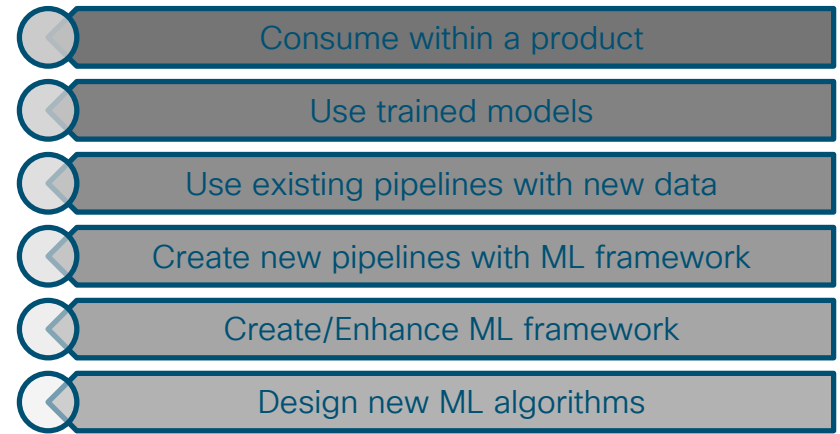 Consume within a product
Use trained models
Use existing pipelines with new data
Create new pipelines with ML framework
Create/Enhance ML framework
Design new ML algorithms